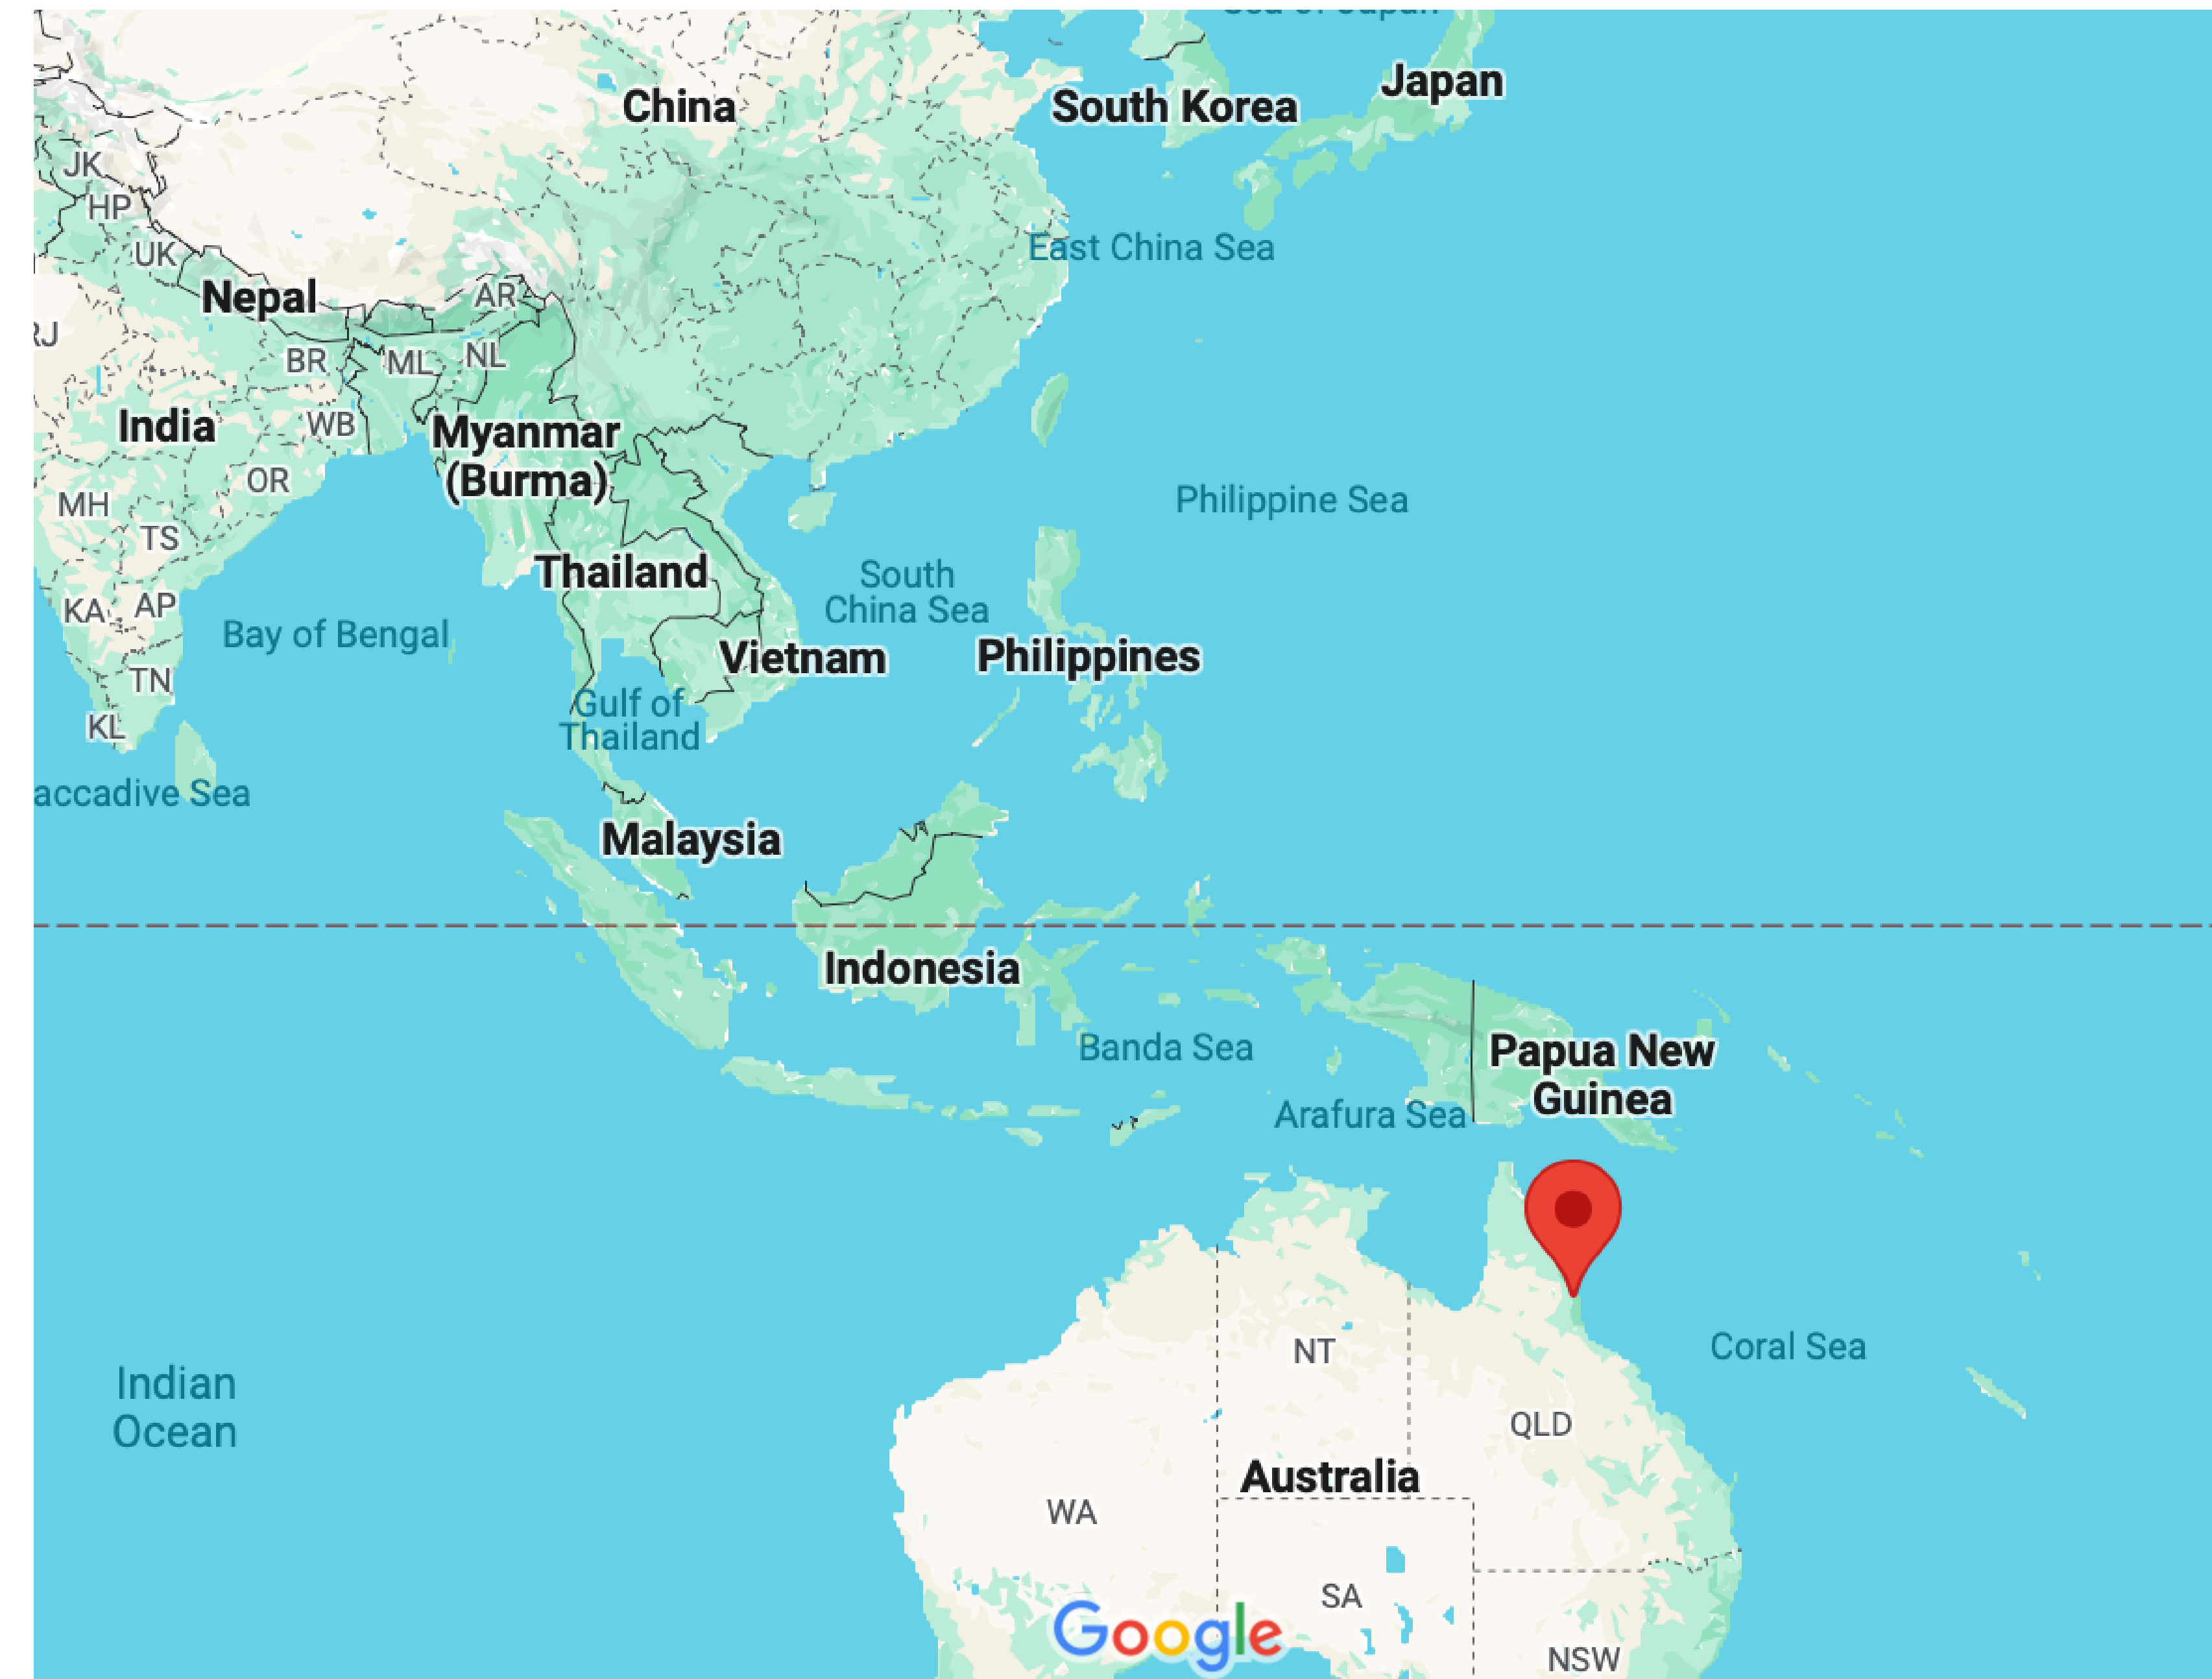 Sea of Japan
China
South Korea
Japan
JK
HP
UK
East China Sea
Nepal
AR
RJ
BR
ML
NL
India
WB
Myanmar
(Burma)
OR
MH
Philippine Sea
TS
Thailand
South
China Sea
KA
AP
Bay of Bengal
Vietnam
Philippines
TN
Gulf of
Thailand
KL
accadive Sea
Malaysia
Indonesia
Banda Sea
Papua New
Guinea
Arafura Sea
NT
Coral Sea
Indian
Ocean
QLD
Australia
WA
SA
Google
NSW